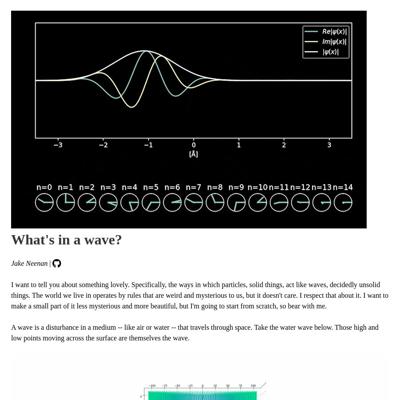 Re|ψ(x)|
Im|ψ(x)|
|ψ(x)|
−3 −2 −1 0 1 2 3
[Å]
n=0 n=1 n=2 n=3 n=4 n=5 n=6 n=7 n=8 n=9 n=10 n=11 n=12 n=13 n=14
What's in a wave?
Jake Neenan |
I want to tell you about something lovely. Specifically, the ways in which particles, solid things, act like waves, decidedly unsolid
things. The world we live in operates by rules that are weird and mysterious to us, but it doesn't care. I respect that about it. I want to
make a small part of it less mysterious and more beautiful, but I'm going to start from scratch, so bear with me.
A wave is a disturbance in a medium -- like air or water -- that travels through space. Take the water wave below. Those high and
low points moving across the surface are themselves the wave.